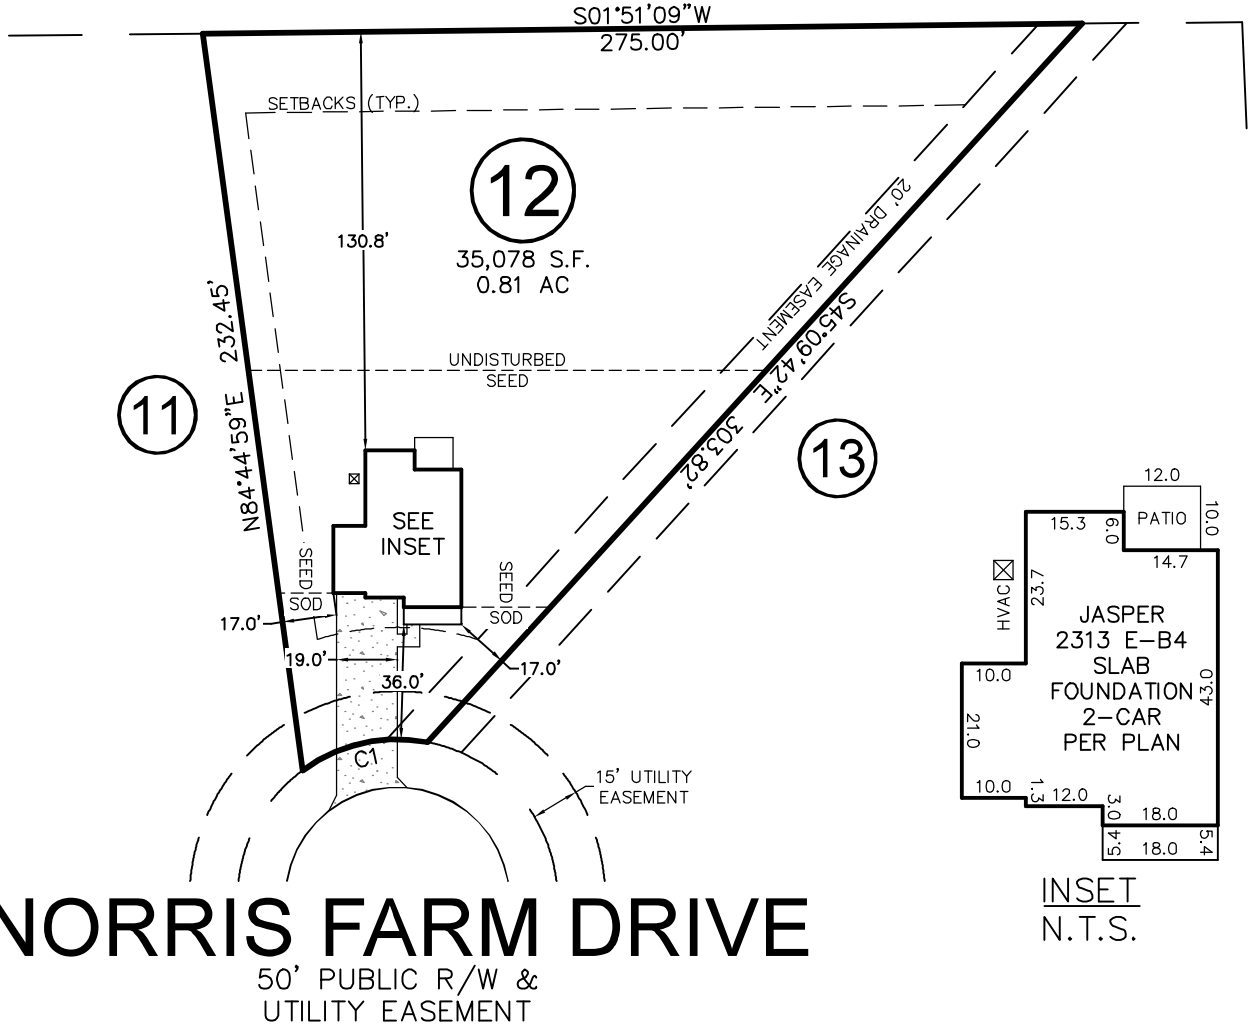 S01°51'09"W
275.00'
SETBACKS (TYP.)
12
35,078 S.F.
0.81 AC
130.8'
20' DRAINAGE EASEMENT
S45°09'42"E 303.82'
N84°44'59"E 232.45'
UNDISTURBED
SEED
11
13
SEE
INSET
SEED
SOD
SEED
SOD
17.0'
19.0'
36.0'
17.0'
C1
15' UTILITY
EASEMENT
NORRIS FARM DRIVE
50' PUBLIC R/W &
UTILITY EASEMENT
12.0
PATIO
10.0
15.3
6.0
14.7
HVAC
23.7
JASPER
2313 E-B4
SLAB
FOUNDATION
2-CAR
PER PLAN
43.0
10.0
21.0
10.0
1.3
12.0
3.0
18.0
5.4
18.0
5.4
INSET
N.T.S.